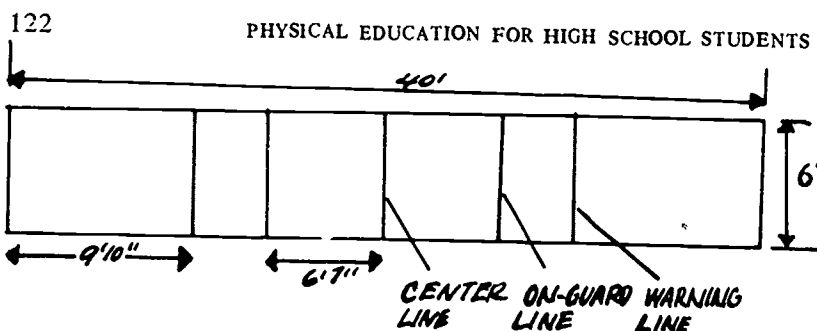 122 PHYSICAL EDUCATION FOR HIGH SCHOOL STUDENTS
40'
6'
9'10"
6'7"
CENTER ON-GUARD WARNING
LINE LINE LINE